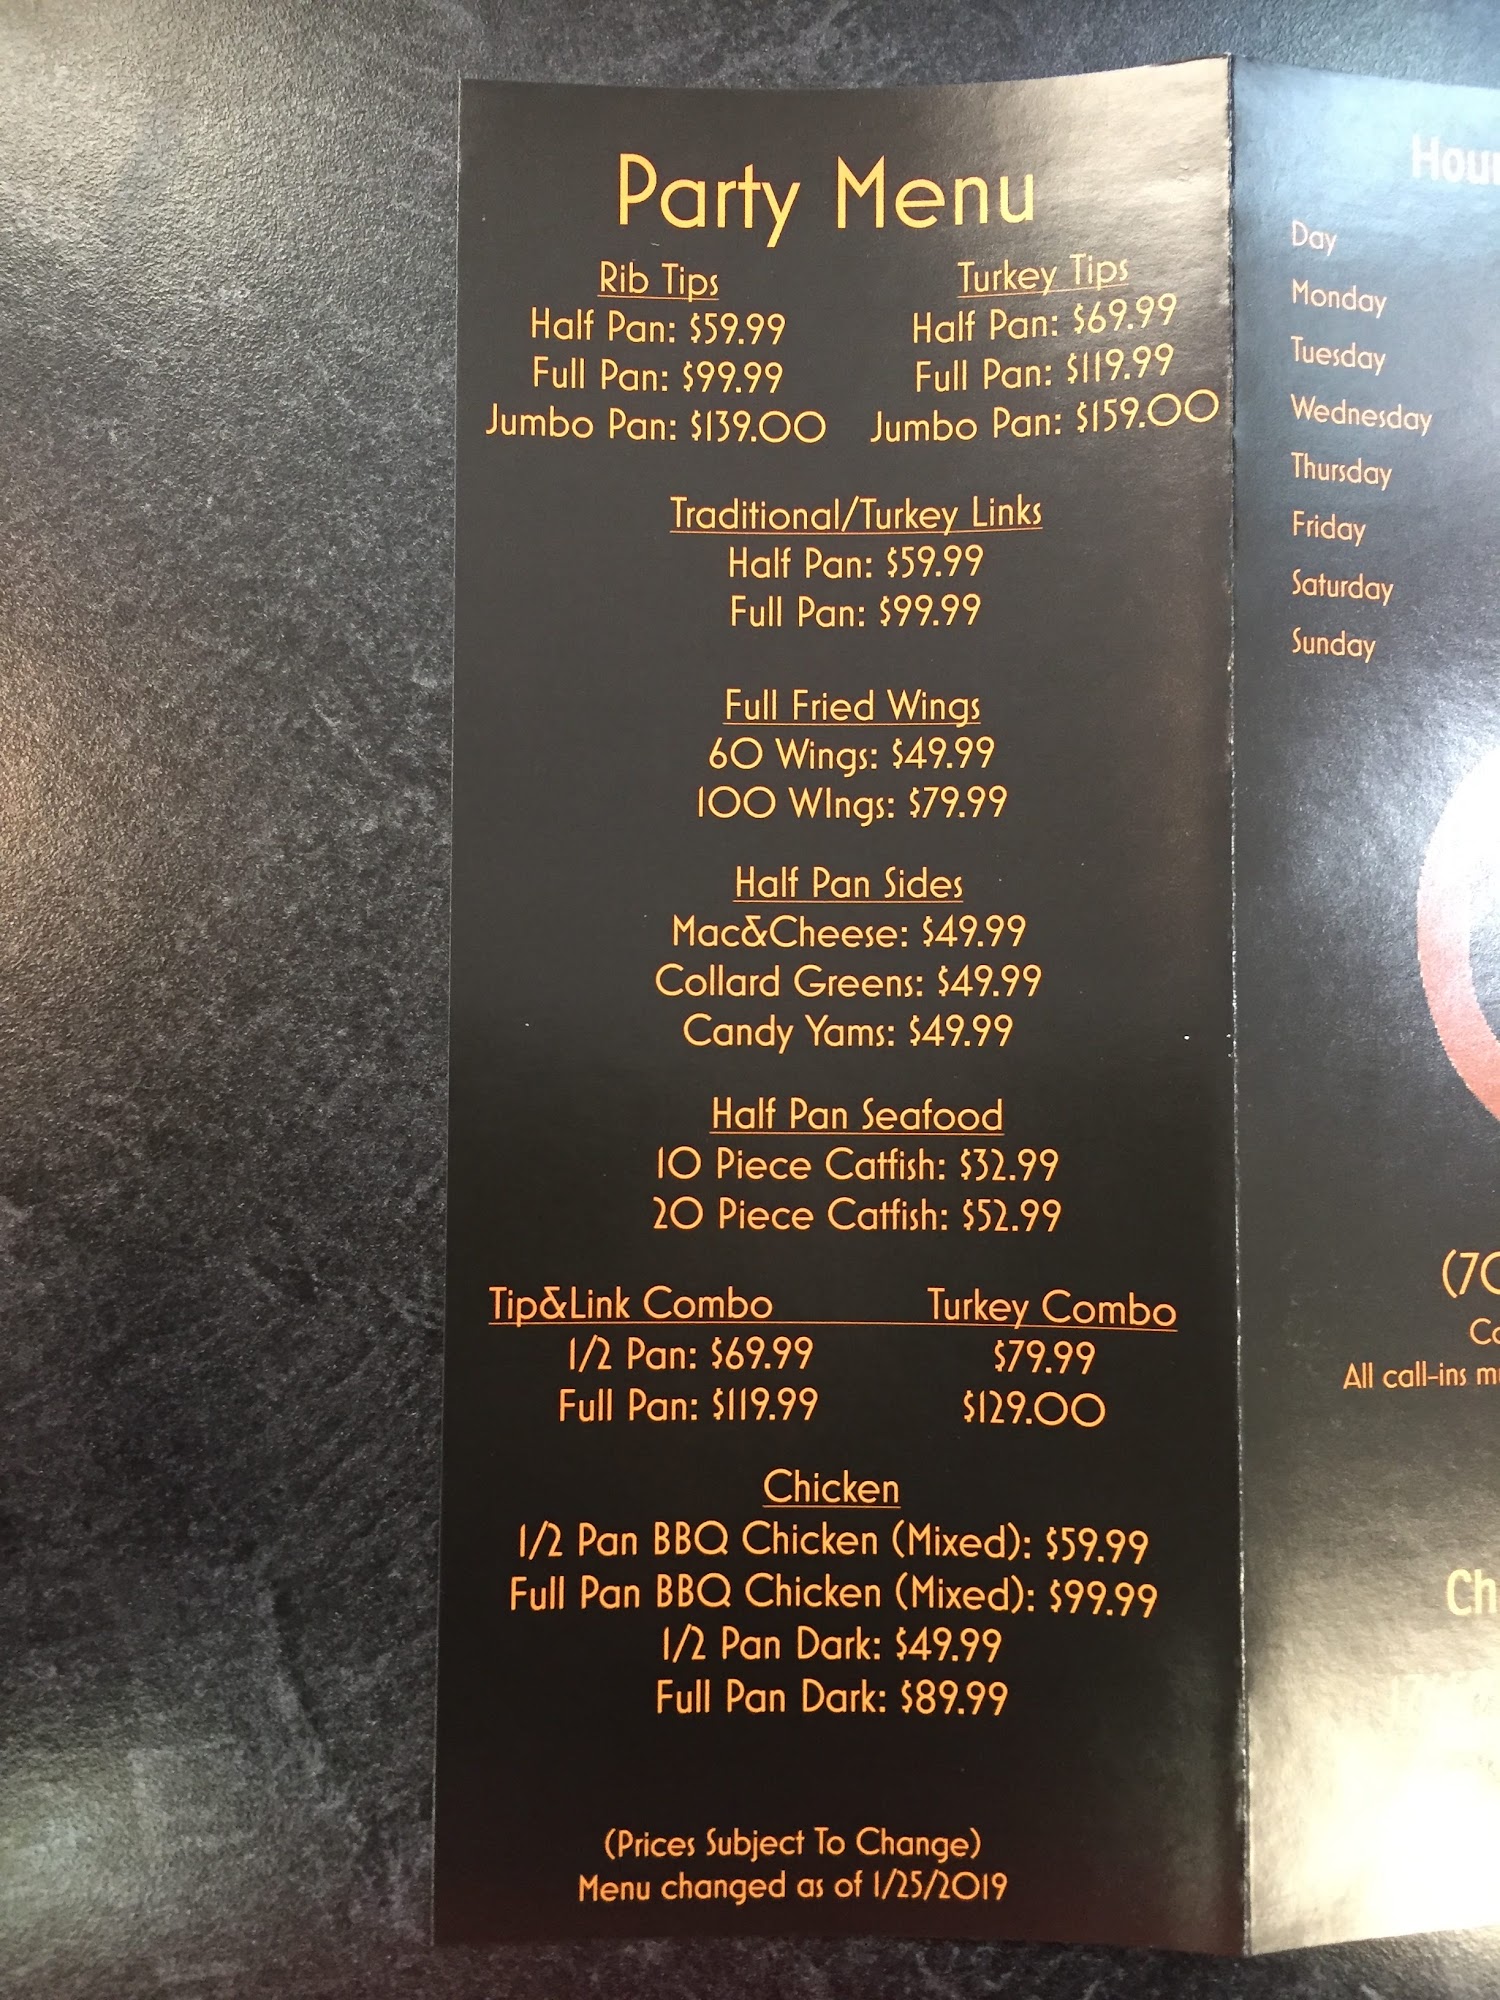 Party Menu
Rib Tips
Half Pan: $59.99
Full Pan: $99.99
Jumbo Pan: $139.00
Turkey Tips
Half Pan: $69.99
Full Pan: $119.99
Jumbo Pan: $159.00
Traditional/Turkey Links
Half Pan: $59.99
Full Pan: $99.99
Full Fried Wings
60 Wings: $49.99
100 WIngs: $79.99
Half Pan Sides
Mac&Cheese: $49.99
Collard Greens: $49.99
Candy Yams: $49.99
Half Pan Seafood
10 Piece Catfish: $32.99
20 Piece Catfish: $52.99
Tip&Link Combo Turkey Combo
1/2 Pan: $69.99 $79.99
Full Pan: $119.99 $129.00
Chicken
1/2 Pan BBQ Chicken (Mixed): $59.99
Full Pan BBQ Chicken (Mixed): $99.99
1/2 Pan Dark: $49.99
Full Pan Dark: $89.99
(Prices Subject To Change)
Menu changed as of 1/25/2019
Day
Monday
Tuesday
Wednesday
Thursday
Friday
Saturday
Sunday
All call-ins